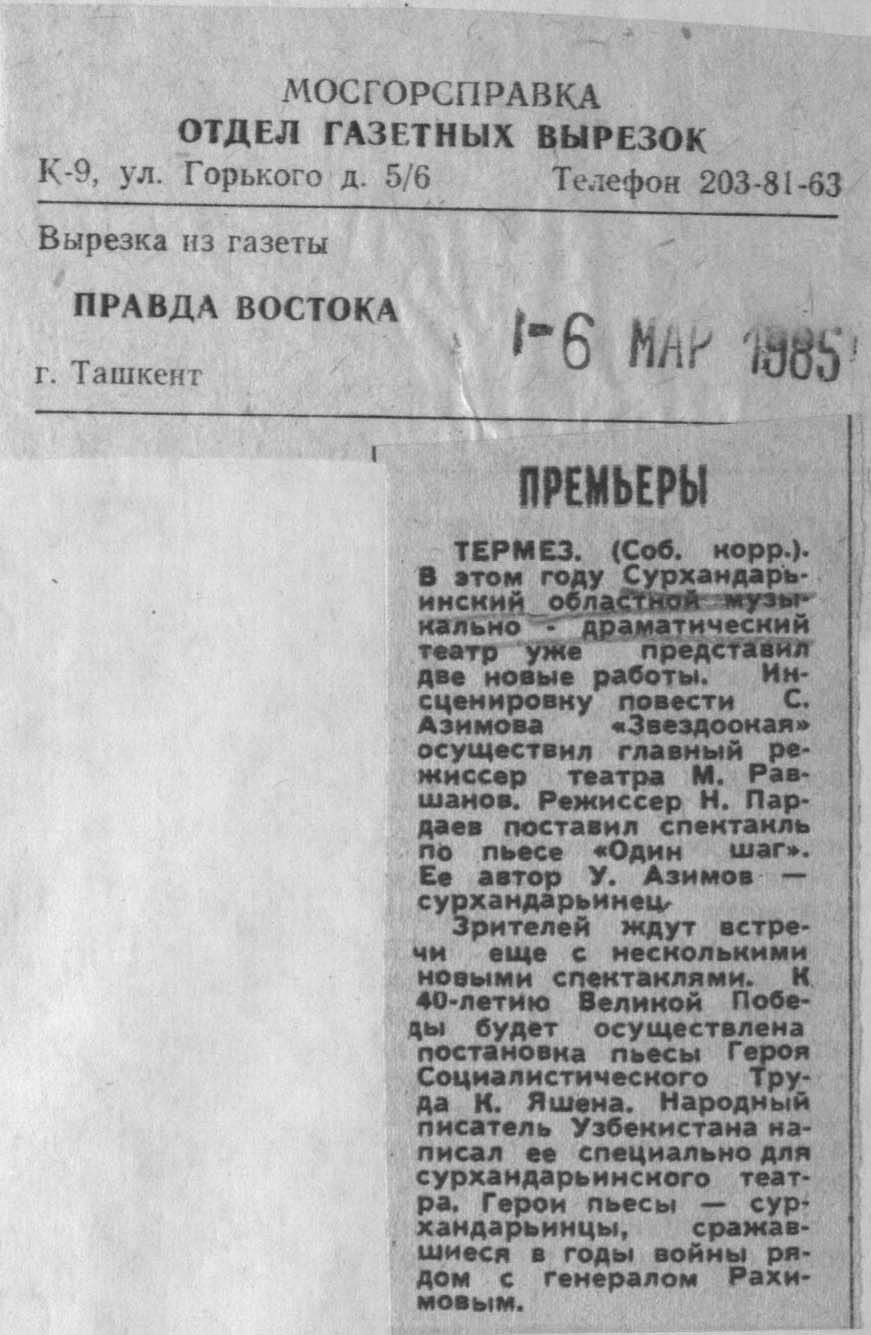 МОСГОРСПРАВКА
ОТДЕЛ ГАЗЕТНЫХ ВЫРЕЗОК
К-9, ул. Горького д. 5/6 Телефон 203-81-63
Вырезка из газеты
ПРАВДА ВОСТОКА
1-6 МАР 1985
г. Ташкент
ПРЕМЬЕРЫ
ТЕРМЕЗ. (Соб. корр.).
В этом году Сурхандарь-
инский областной музы-
кально - драматический
театр уже представил
две новые работы. Ин-
сценировку повести С.
Азимова «Звездоокая»
осуществил главный ре-
жиссер театра М. Рав-
шанов. Режиссер Н. Пар-
даев поставил спектакль
по пьесе «Один шаг».
Ее автор У. Азимов —
сурхандарьинец.
Зрителей ждут встре-
чи еще с несколькими
новыми спектаклями. К
40-летию Великой Побе-
ды будет осуществлена
постановка пьесы Героя
Социалистического Тру-
да К. Яшена. Народный
писатель Узбекистана на-
писал ее специально для
сурхандарьинского теат-
ра. Герои пьесы — сур-
хандарьинцы, сражав-
шиеся в годы войны ря-
дом с генералом Рахи-
мовым.